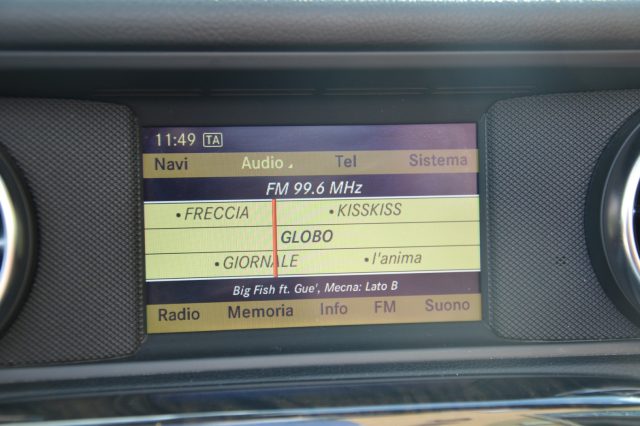 11:49 TA
Navi Audio Tel Sistema
FM 99.6 MHz
•FRECCIA •KISSKISS
GLOBO
•GIORNALE •l'anima
Big Fish ft. Gue', Mecna: Lato B
Radio Memoria Info FM Suono